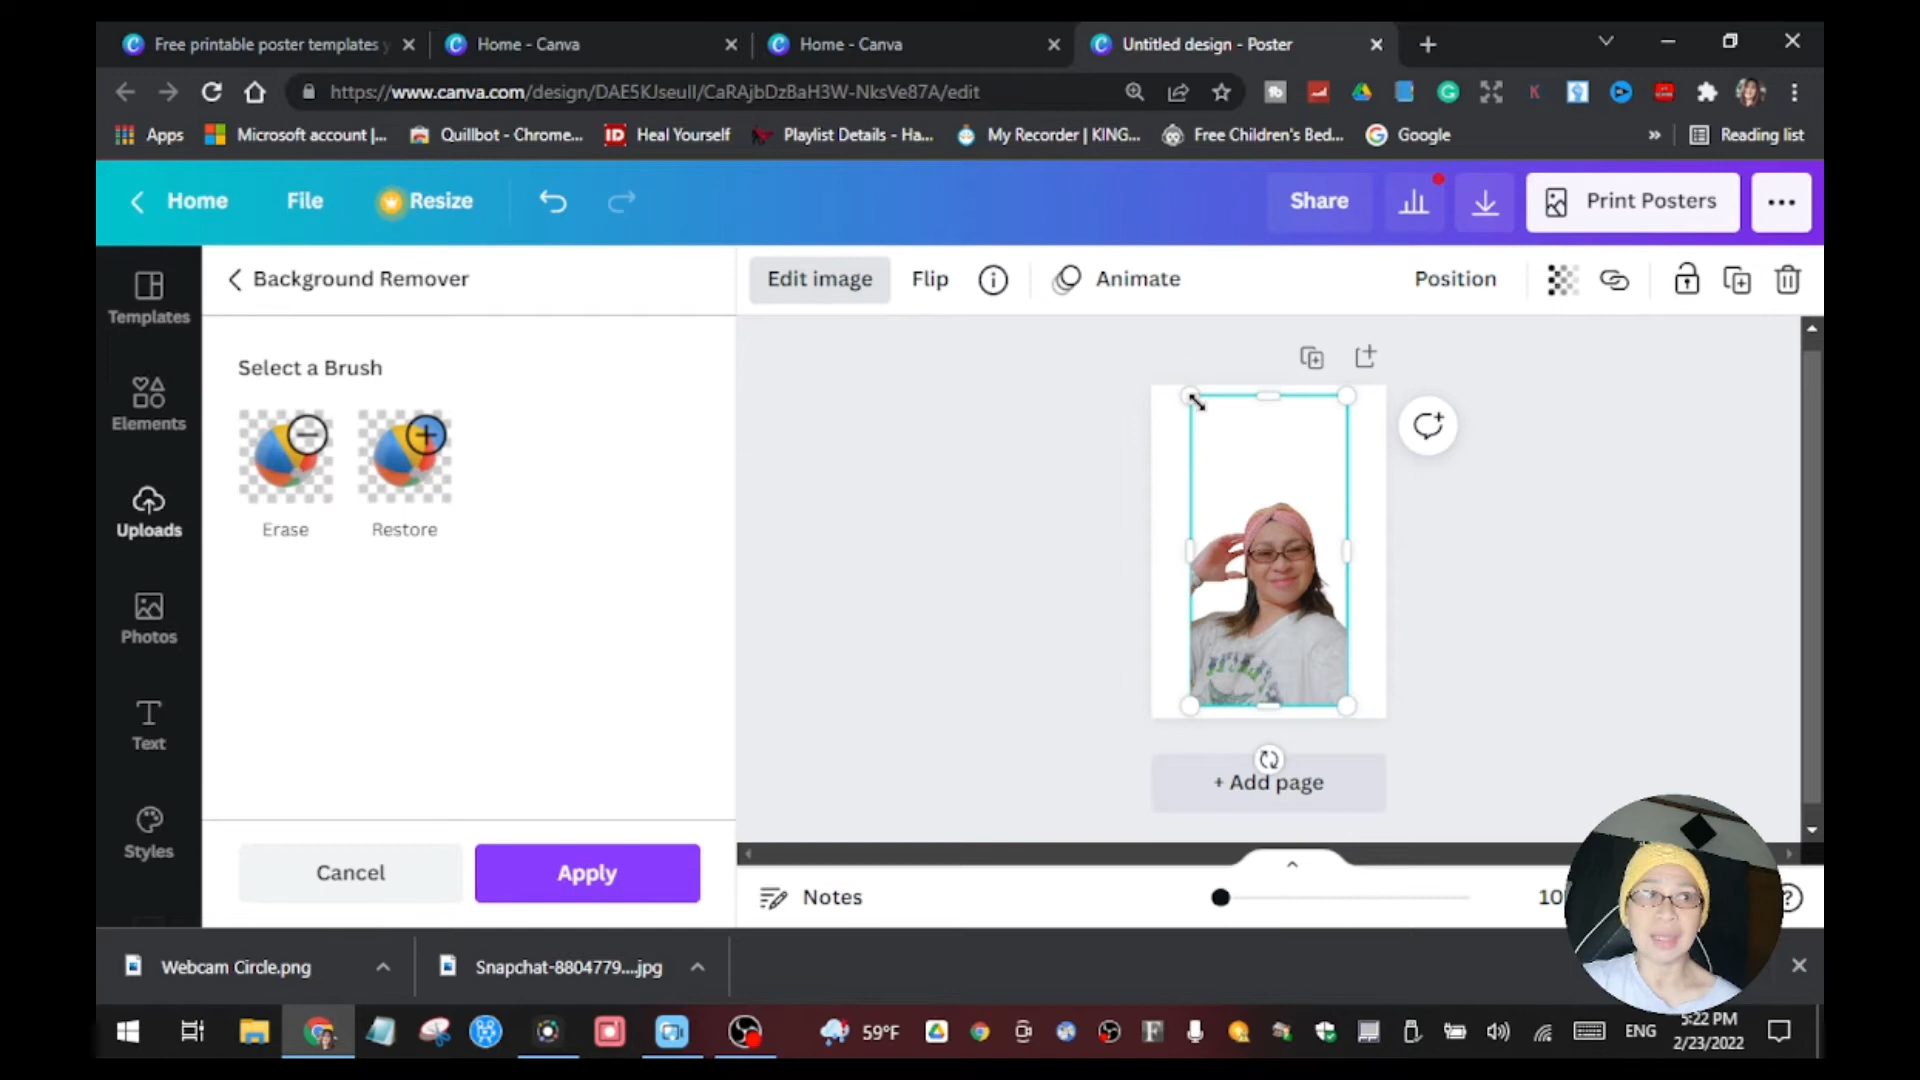 Free printable poster templates y
Home - Canva
Home - Canva
Untitled design - Poster
https://www.canva.com/design/DAE5KJseuII/CaRAjbDzBaH3W-NksVe87A/edit
Apps
Microsoft account |...
Quillbot - Chrome...
Heal Yourself
Playlist Details - Ha...
My Recorder | KING...
Free Children's Bed...
Google
»
Reading list
Home
File
Resize
Share
Print Posters
Templates
Background Remover
Edit image
Flip
Animate
Position
Select a Brush
Elements
Erase
Restore
Uploads
Photos
Text
+ Add page
Styles
Cancel
Apply
Notes
10
Webcam Circle.png
Snapchat-8804779....jpg
59°F
ENG
5:22 PM
2/23/2022